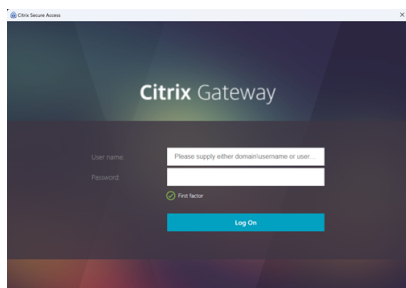 Citrix Secure Access
Citrix Gateway
User name:
Please supply either domain\username or user...
Password:
First factor
Log On